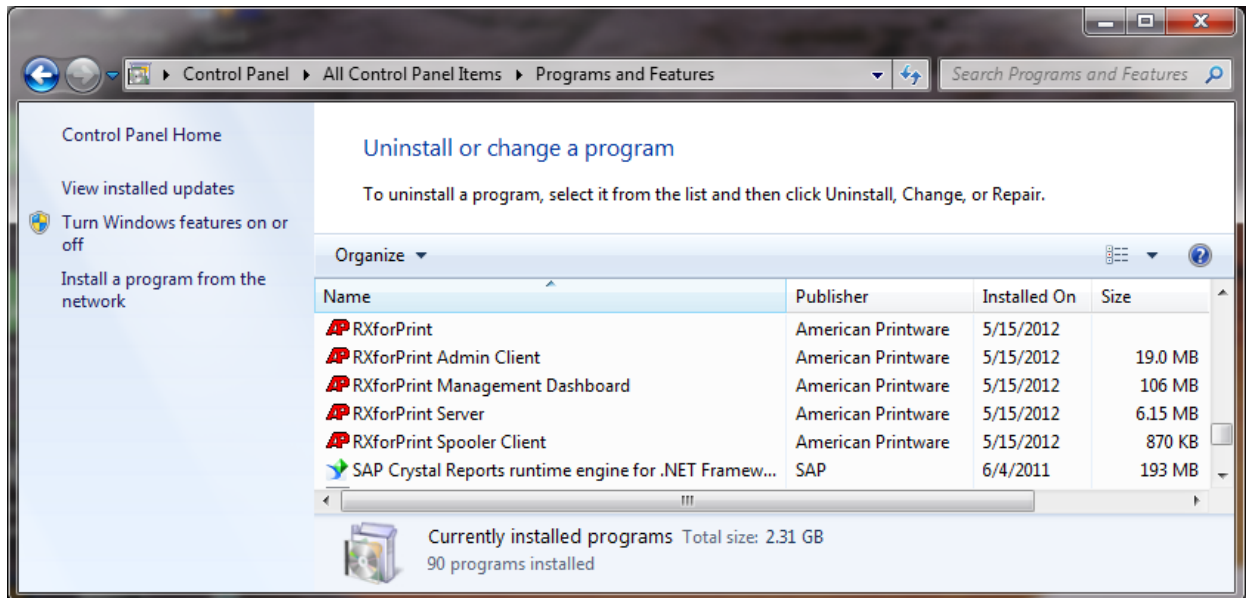 Control Panel ▸ All Control Panel Items ▸ Programs and Features
Search Programs and Features
Control Panel Home
View installed updates
Turn Windows features on or
off
Install a program from the
network
Uninstall or change a program
To uninstall a program, select it from the list and then click Uninstall, Change, or Repair.
Organize
Name Publisher Installed On Size
RXforPrint American Printware 5/15/2012
RXforPrint Admin Client American Printware 5/15/2012 19.0 MB
RXforPrint Management Dashboard American Printware 5/15/2012 106 MB
RXforPrint Server American Printware 5/15/2012 6.15 MB
RXforPrint Spooler Client American Printware 5/15/2012 870 KB
SAP Crystal Reports runtime engine for .NET Framew... SAP 6/4/2011 193 MB
Currently installed programs Total size: 2.31 GB
90 programs installed